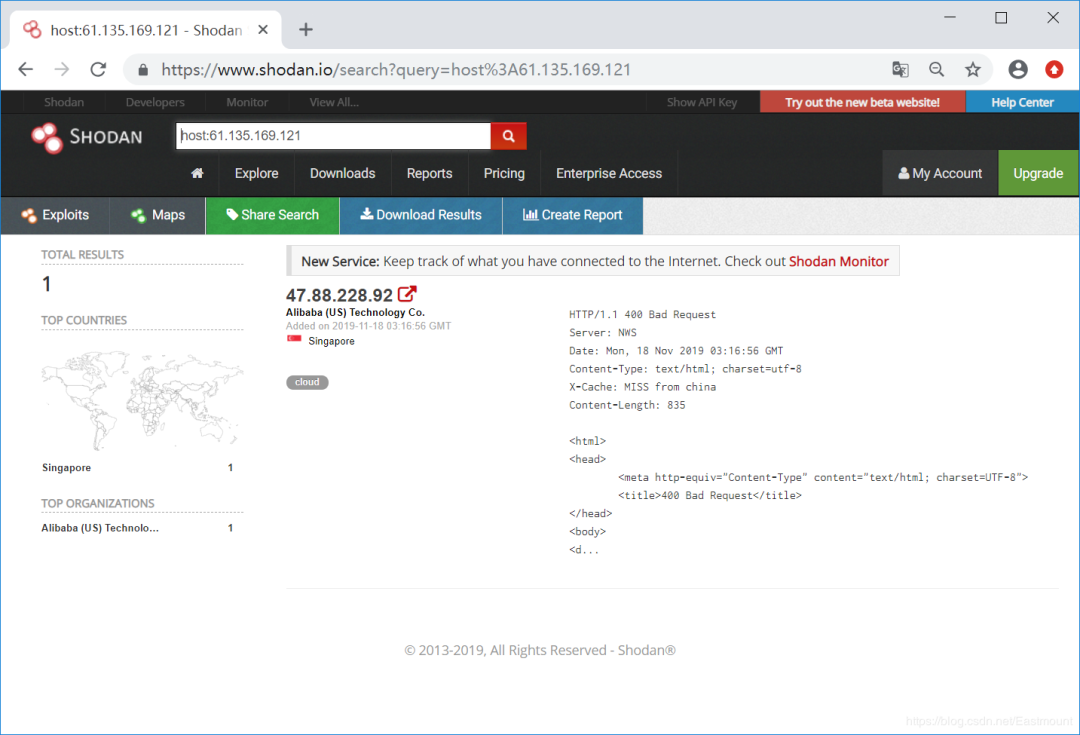 host:61.135.169.121 - Shodan
https://www.shodan.io/search?query=host%3A61.135.169.121
Shodan Developers Monitor View All... Show API Key Try out the new beta website! Help Center
SHODAN host:61.135.169.121
Explore Downloads Reports Pricing Enterprise Access My Account Upgrade
Exploits Maps Share Search Download Results Create Report
TOTAL RESULTS
1
TOP COUNTRIES
Singapore 1
TOP ORGANIZATIONS
Alibaba (US) Technolo... 1
New Service: Keep track of what you have connected to the Internet. Check out Shodan Monitor
47.88.228.92
Alibaba (US) Technology Co.
Added on 2019-11-18 03:16:56 GMT
Singapore
cloud
HTTP/1.1 400 Bad Request
Server: NWS
Date: Mon, 18 Nov 2019 03:16:56 GMT
Content-Type: text/html; charset=utf-8
X-Cache: MISS from china
Content-Length: 835
<html>
<head>
<meta http-equiv="Content-Type" content="text/html; charset=UTF-8">
<title>400 Bad Request</title>
</head>
<body>
<d...
© 2013-2019, All Rights Reserved - Shodan®
https://blog.csdn.net/Eastmount